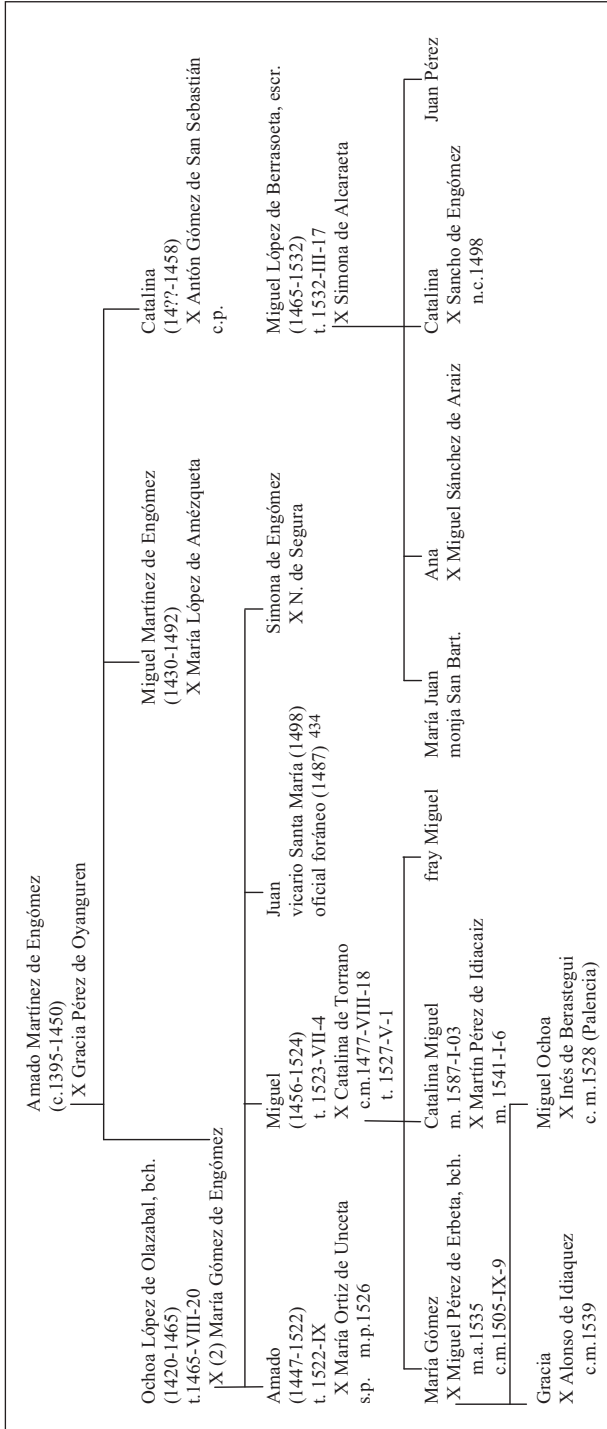 Amado Martínez de Engómez
(c.1395-1450)
X Gracia Pérez de Oyanguren
Ochoa López de Olazabal, bch.
(1420-1465)
t.1465-VIII-20
X (2) María Gómez de Engómez
Miguel Martínez de Engómez
(1430-1492)
X María López de Amézqueta
Catalina
(14??-1458)
X Antón Gómez de San Sebastián
c.p.
Amado
(1447-1522)
t. 1522-IX
X María Ortiz de Unceta
s.p. m.p.1526
Miguel
(1456-1524)
t. 1523-VII-4
X Catalina de Torrano
c.m.1477-VIII-18
t. 1527-V-1
Juan
vicario Santa María (1498)
oficial foráneo (1487) 434
Simona de Engómez
X N. de Segura
Miguel López de Berrasoeta, escr.
(1465-1532)
t. 1532-III-17
X Simona de Alcaraeta
María Gómez
X Miguel Pérez de Erbeta, bch.
m.a.1535
c.m.1505-IX-9
Catalina Miguel
m. 1587-I-03
X Martín Pérez de Idiacaiz
m. 1541-I-6
fray Miguel
María Juan
monja San Bart.
Ana
X Miguel Sánchez de Araiz
Catalina
X Sancho de Engómez
n.c.1498
Juan Pérez
Gracia
X Alonso de Idiaquez
c.m.1539
Miguel Ochoa
X Inés de Berastegui
c. m.1528 (Palencia)